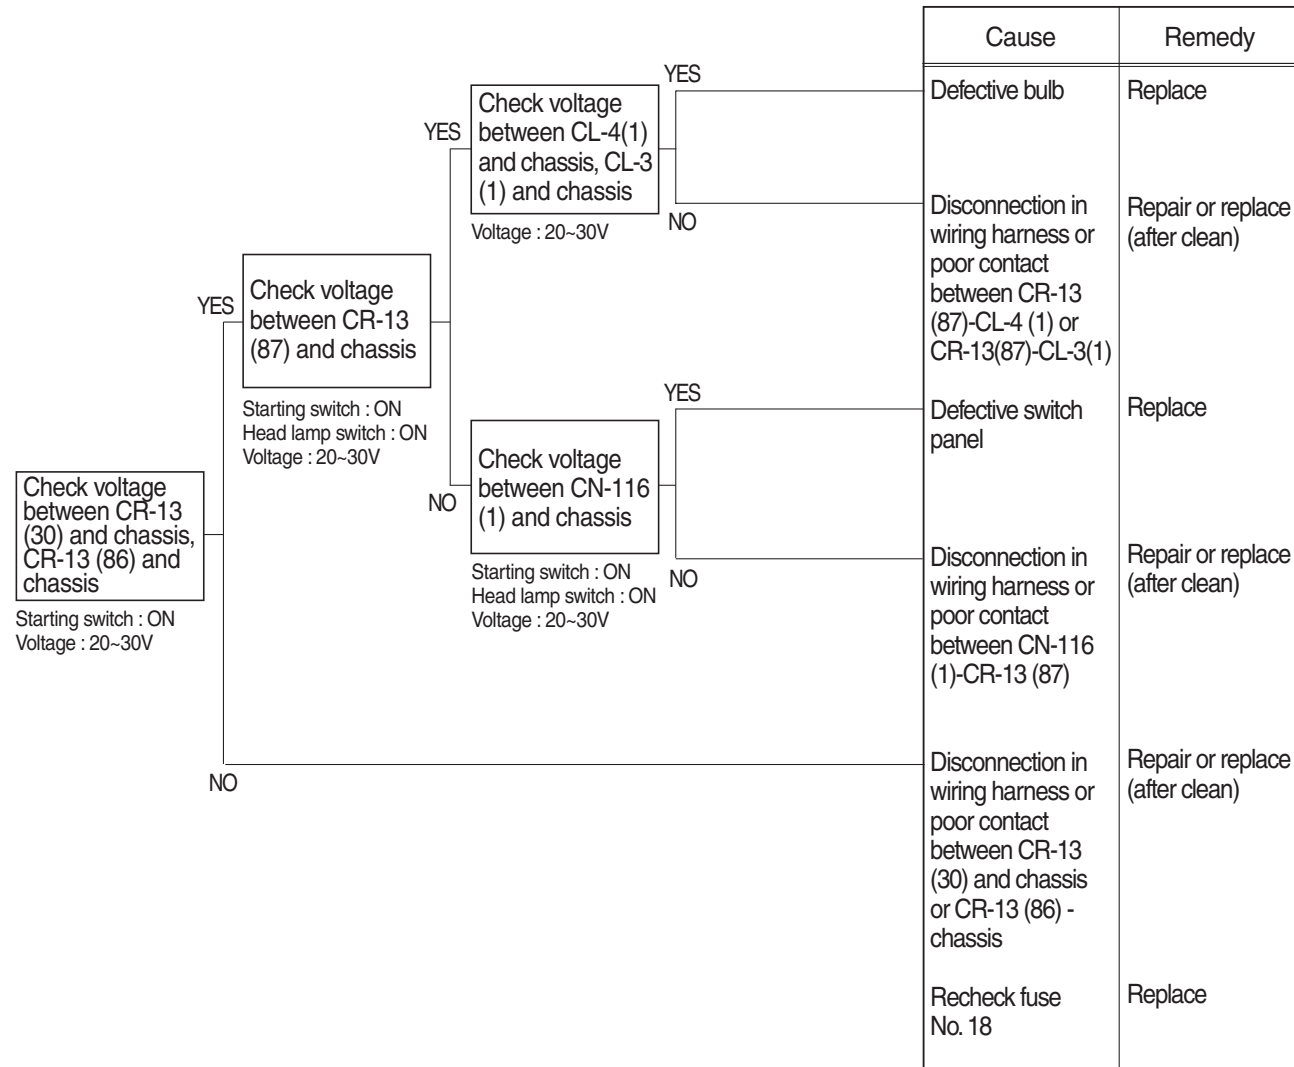 Cause
Remedy
YES
Check voltage
between CL-4(1)
and chassis, CL-3
(1) and chassis
YES
Voltage : 20~30V
NO
Defective bulb
Replace
Disconnection in
wiring harness or
poor contact
between CR-13
(87)-CL-4 (1) or
CR-13(87)-CL-3(1)
Repair or replace
(after clean)
YES
Check voltage
between CR-13
(87) and chassis
Starting switch : ON
Head lamp switch : ON
Voltage : 20~30V
YES
Check voltage
between CN-116
(1) and chassis
NO
Starting switch : ON
Head lamp switch : ON
Voltage : 20~30V
NO
Defective switch
panel
Replace
Disconnection in
wiring harness or
poor contact
between CN-116
(1)-CR-13 (87)
Repair or replace
(after clean)
Check voltage
between CR-13
(30) and chassis,
CR-13 (86) and
chassis
Starting switch : ON
Voltage : 20~30V
NO
Disconnection in
wiring harness or
poor contact
between CR-13
(30) and chassis
or CR-13 (86) -
chassis
Repair or replace
(after clean)
Recheck fuse
No. 18
Replace